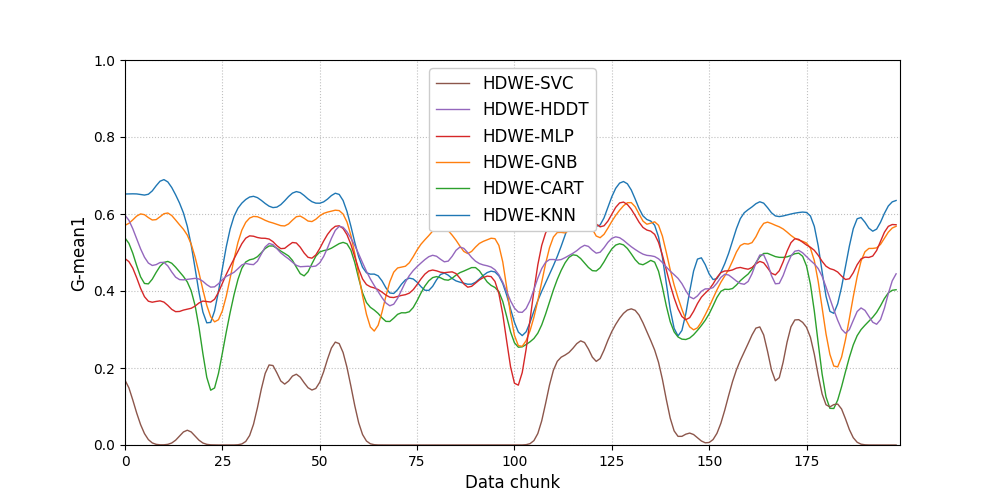 1.0
0.8
0.6
0.4
0.2
0.0
G-mean1
HDWE-SVC
HDWE-HDDT
HDWE-MLP
HDWE-GNB
HDWE-CART
HDWE-KNN
0 25 50 75 100 125 150 175
Data chunk